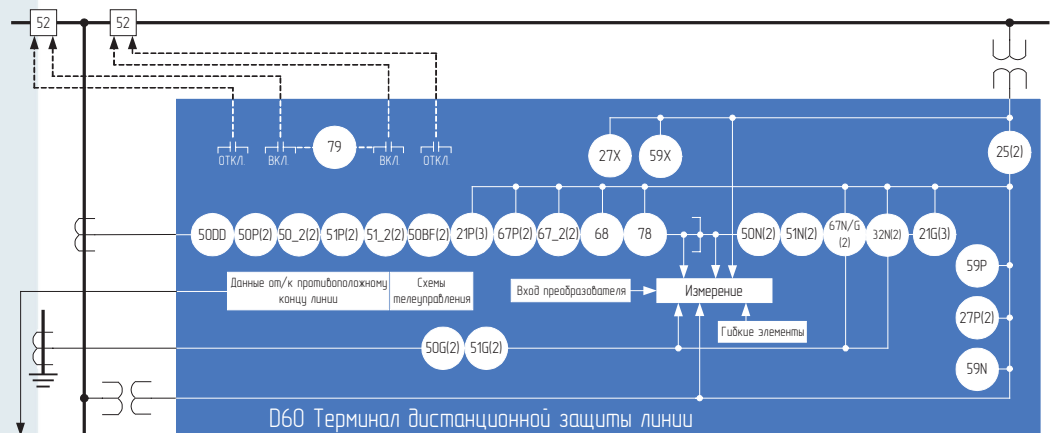 52
52
79
ОТКЛ.
ВКЛ.
ВКЛ.
ОТКЛ.
27X
59X
25(2)
50DD
50P(2)
50_2(2)
51P(2)
51_2(2)
50BF(2)
21P(3)
67P(2)
67_2(2)
68
78
50N(2)
51N(2)
67N/G
(2)
32N(2)
21G(3)
59P
Данные от/к противоположному
концу линии
Схемы
телеуправления
Вход преобразователя
Измерение
27P(2)
Гибкие элементы
50G(2)
51G(2)
59N
D60 Терминал дистанционной защиты линии